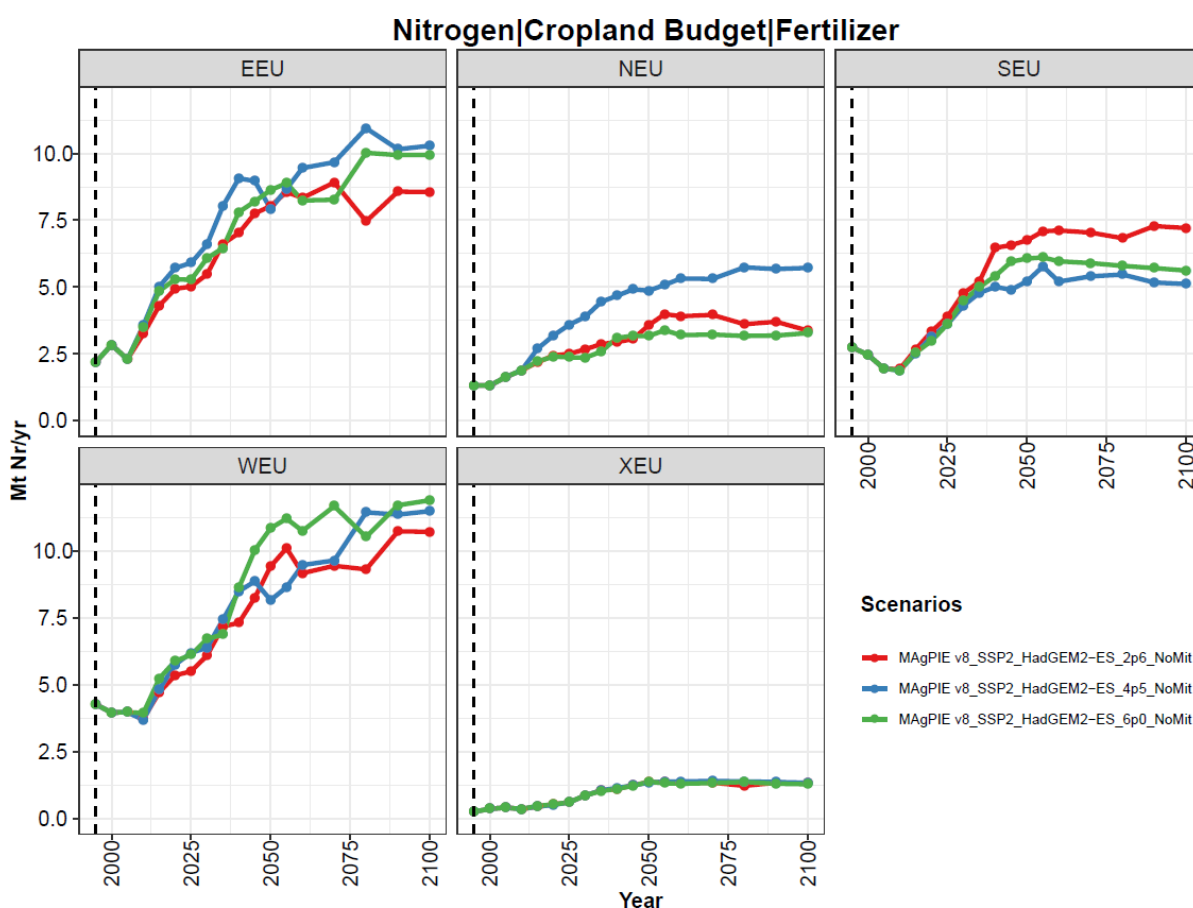 Nitrogen|Cropland Budget|Fertilizer
EEU
NEU
SEU
10.0
7.5
5.0
2.5
0.0
2000
2025
2050
2075
2100
WEU
XEU
10.0
7.5
5.0
2.5
0.0
2000
2025
2050
2075
2100
2000
2025
2050
2075
2100
Mt Nr/yr
Year
Scenarios
MAgPIE v8_SSP2_HadGEM2−ES_2p6_NoMit
MAgPIE v8_SSP2_HadGEM2−ES_4p5_NoMit
MAgPIE v8_SSP2_HadGEM2−ES_6p0_NoMit